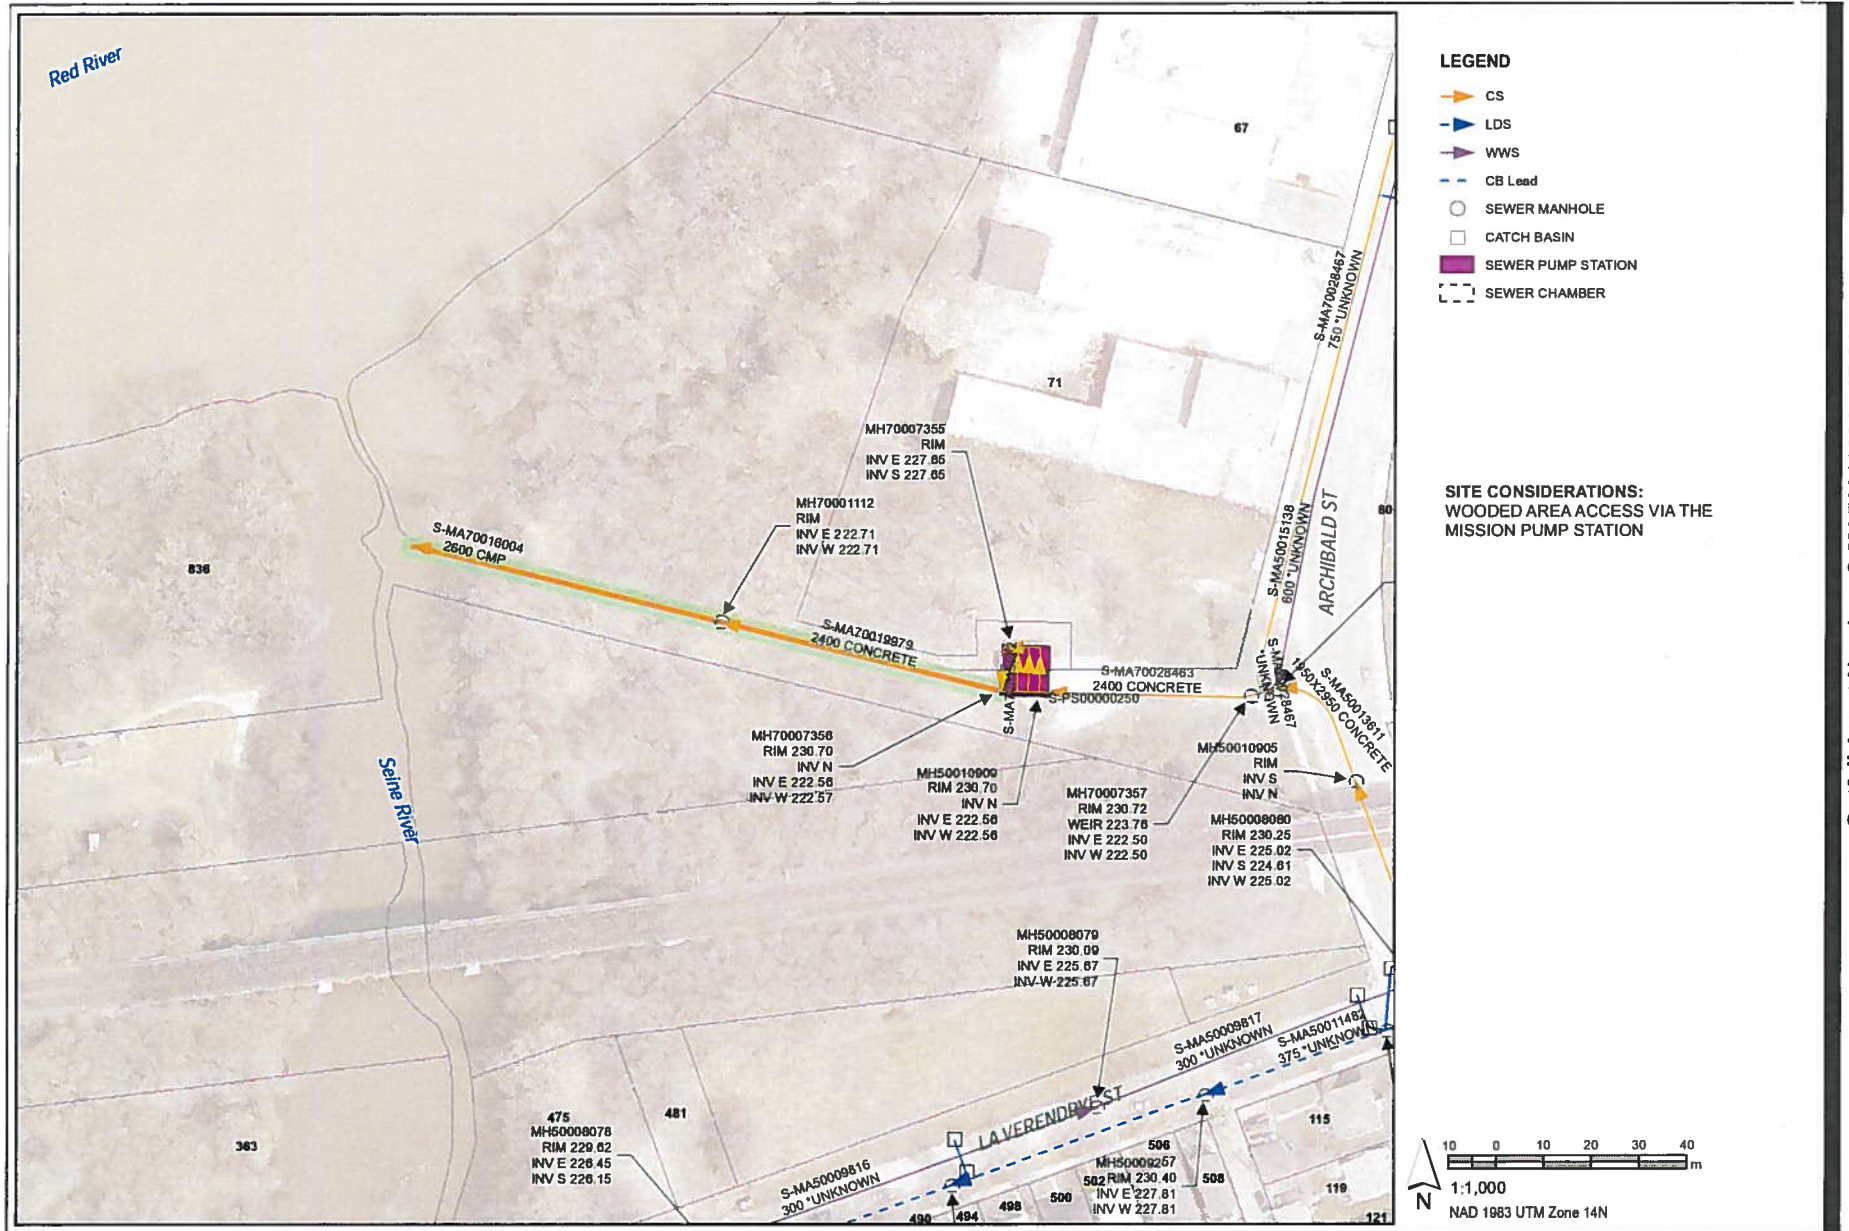 Red River
67
S-MA70028467
750 *UNKNOWN
71
MH70007355
RIM
INV E 227.65
INV S 227.65
MH70001112
RIM
INV E 222.71
INV W 222.71
S-MA70016004
2600 CMP
836
S-MA70019979
2400 CONCRETE
S-MA50015138
600 *UNKNOWN
ARCHIBALD ST
80
S-MA70028463
2400 CONCRETE
S-PS00000250
S-MA7
*UNKNOWN
S-MA50013611
1950X2950 CONCRETE
MH70007356
RIM 230.70
INV N
INV E 222.56
INV W 222.57
MH50010909
RIM 230.70
INV N
INV E 222.56
INV W 222.56
MH70007357
RIM 230.72
WEIR 223.76
INV E 222.50
INV W 222.50
MH50010905
RIM
INV S
INV N
MH50008080
RIM 230.25
INV E 225.02
INV S 224.61
INV W 225.02
Seine River
MH50008079
RIM 230.09
INV E 225.67
INV W 225.67
S-MA50009817
300 *UNKNOWN
S-MA50011482
375 *UNKNOWN
LA VERENDRYE ST
363
475
481
MH50008078
RIM 229.62
INV E 226.45
INV S 226.15
S-MA50009816
300 *UNKNOWN
490
494
498
500
502
506
508
MH50009257
RIM 230.40
INV E 227.81
INV W 227.81
115
119
121
LEGEND
CS
LDS
WWS
CB Lead
SEWER MANHOLE
CATCH BASIN
SEWER PUMP STATION
SEWER CHAMBER
SITE CONSIDERATIONS:
WOODED AREA ACCESS VIA THE
MISSION PUMP STATION
10 0 10 20 30 40
m
N
1:1,000
NAD 1983 UTM Zone 14N